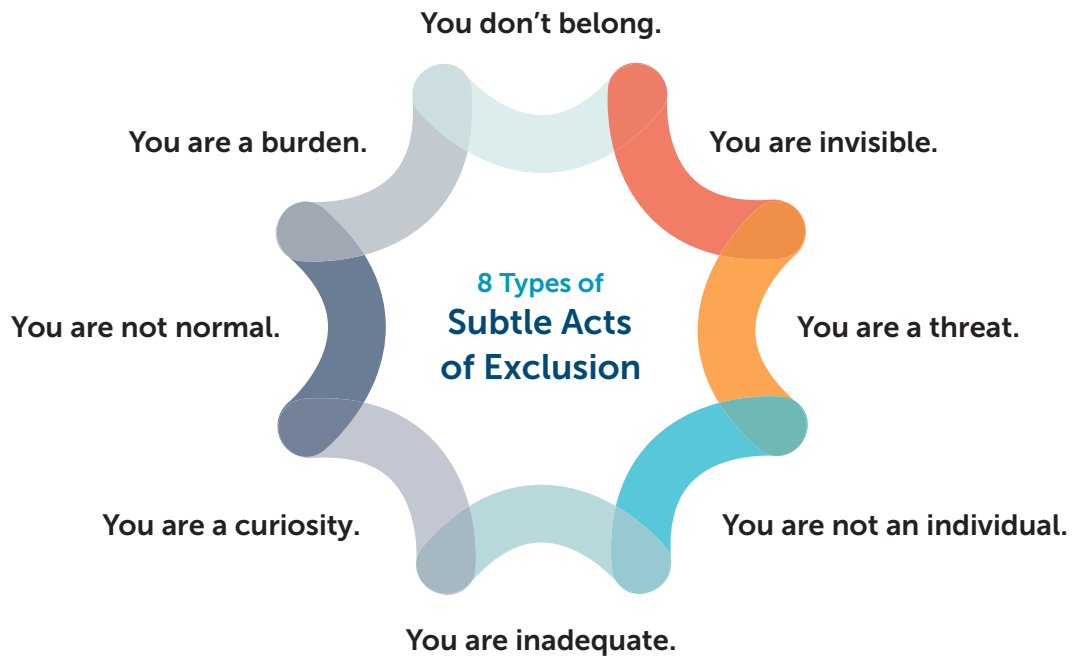 You don’t belong.
You are a burden.
You are invisible.
8 Types of
Subtle Acts
of Exclusion
You are not normal.
You are a threat.
You are a curiosity.
You are not an individual.
You are inadequate.